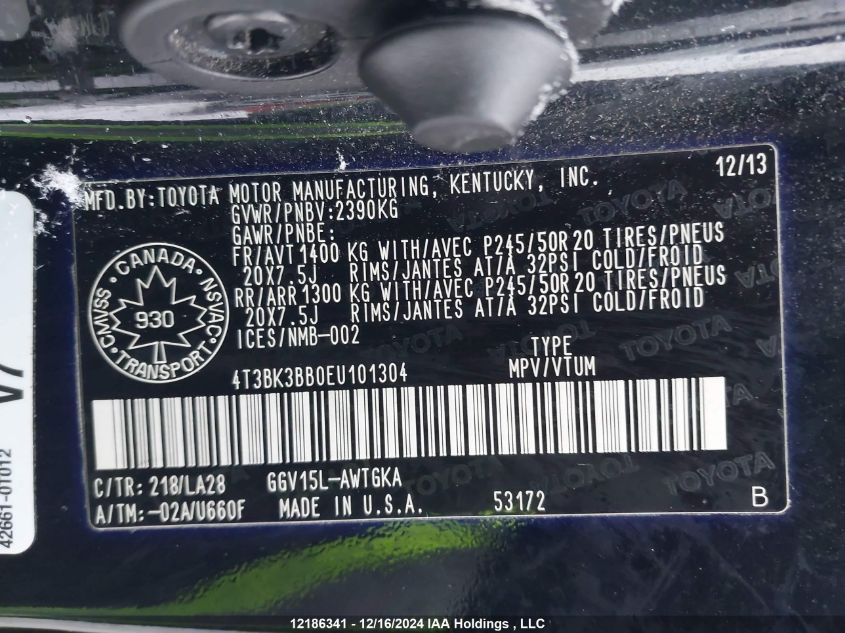 12/13
MFD.BY:TOYOTA MOTOR MANUFACTURING, KENTUCKY, INC.
GVWR/PNBV:2390KG
GAWR/PNBE:
FR/AVT 1400 KG WITH/AVEC P245/50R20 TIRES/PNEUS
20X7.5J RIMS/JANTES AT/À 32PSI COLD/FROID
RR/ARR 1300 KG WITH/AVEC P245/50R20 TIRES/PNEUS
20X7.5J RIMS/JANTES AT/À 32PSI COLD/FROID
ICES/NMB-002
CANADA
CMVSS 930 NSVAC
TRANSPORT
TYPE
4T3BK3BB0EU101304 MPV/VTUM
C/TR: 218/LA28 GGV15L-AWTGKA
A/TM: -02A/U660F MADE IN U.S.A. 53172 B
TOYOTA
42661-0T012
12186341 - 12/16/2024 IAA Holdings , LLC